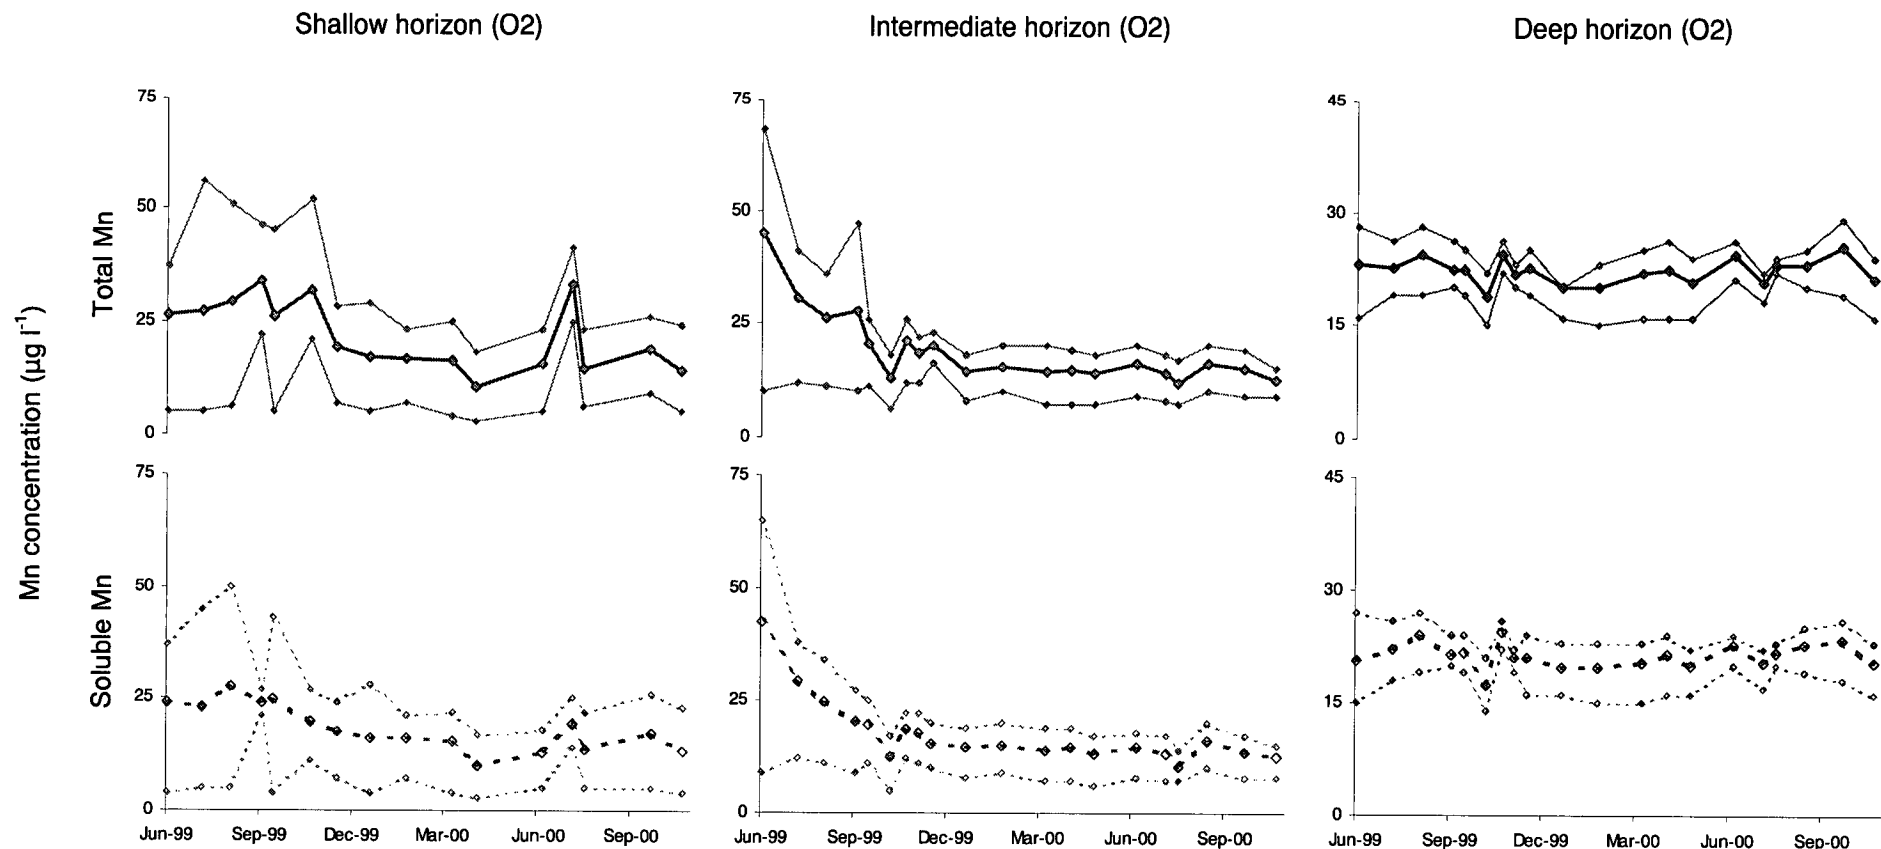 Shallow horizon (O2)
Intermediate horizon (O2)
Deep horizon (O2)
Mn concentration (µg l⁻¹)
Total Mn
75
50
25
0
75
50
25
0
45
30
15
0
Soluble Mn
75
50
25
0
Jun-99 Sep-99 Dec-99 Mar-00 Jun-00 Sep-00
75
50
25
0
Jun-99 Sep-99 Dec-99 Mar-00 Jun-00 Sep-00
45
30
15
0
Jun-99 Sep-99 Dec-99 Mar-00 Jun-00 Sep-00